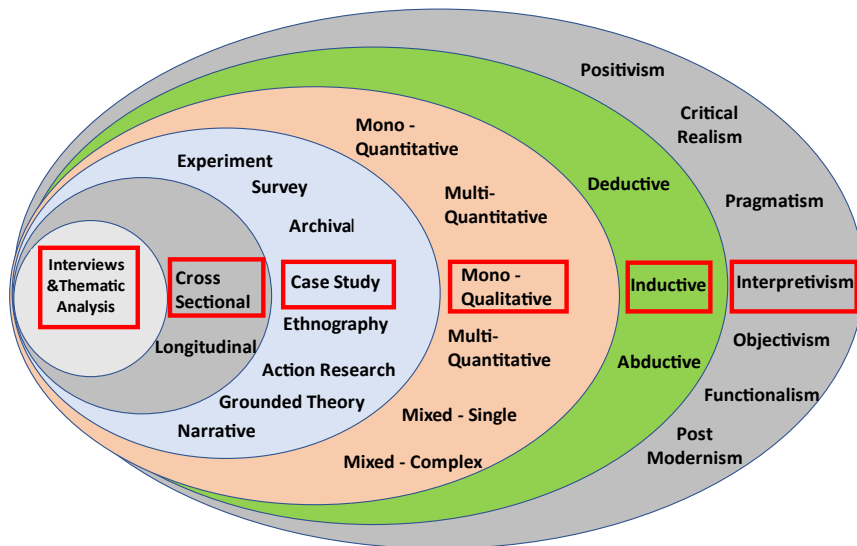 Positivism
Critical
Realism
Pragmatism
Interpretivism
Objectivism
Functionalism
Post
Modernism
Deductive
Inductive
Abductive
Mono -
Quantitative
Multi-
Quantitative
Mono -
Qualitative
Multi-
Quantitative
Mixed - Single
Mixed - Complex
Experiment
Survey
Archival
Case Study
Ethnography
Action Research
Grounded Theory
Narrative
Cross
Sectional
Longitudinal
Interviews
&Thematic
Analysis